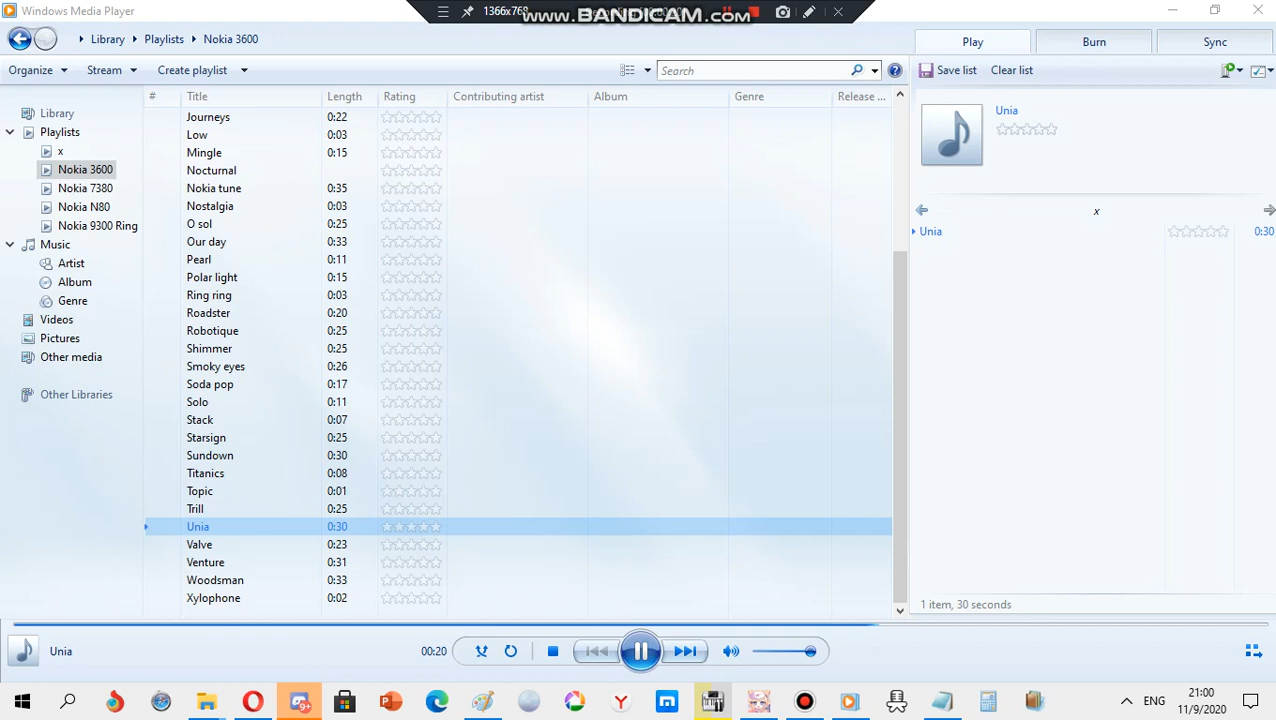 Windows Media Player
1366x768
www.BANDICAM.com
Library Playlists Nokia 3600
Play Burn Sync
Organize Stream Create playlist Search Save list Clear list
# Title Length Rating Contributing artist Album Genre Release ...
Library
Playlists
x
Nokia 3600
Nokia 7380
Nokia N80
Nokia 9300 Ring
Music
Artist
Album
Genre
Videos
Pictures
Other media
Other Libraries
Journeys 0:22
Low 0:03
Mingle 0:15
Nocturnal
Nokia tune 0:35
Nostalgia 0:03
O sol 0:25
Our day 0:33
Pearl 0:11
Polar light 0:15
Ring ring 0:03
Roadster 0:20
Robotique 0:25
Shimmer 0:25
Smoky eyes 0:26
Soda pop 0:17
Solo 0:11
Stack 0:07
Starsign 0:25
Sundown 0:30
Titanics 0:08
Topic 0:01
Trill 0:25
Unia 0:30
Valve 0:23
Venture 0:31
Woodsman 0:33
Xylophone 0:02
Unia
x
Unia 0:30
1 item, 30 seconds
Unia 00:20
9+
ENG
21:00
11/9/2020